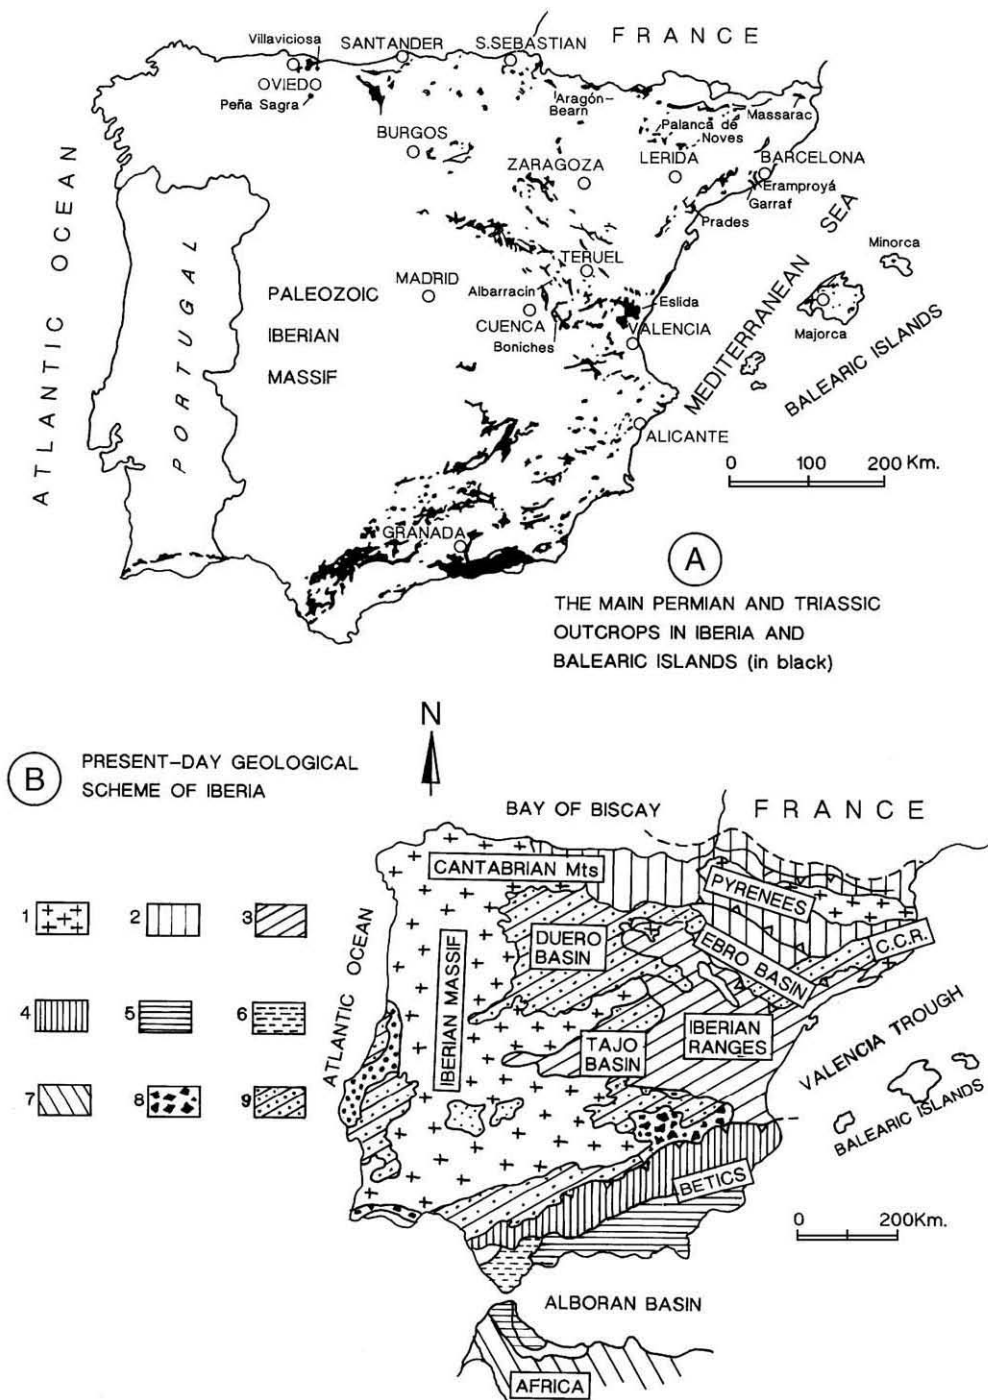 FRANCE
Villaviciosa
SANTANDER
S.SEBASTIAN
OVIEDO
Peña Sagra
Aragón-
Bearn
Massarac
Palanca de
Noves
BURGOS
ZARAGOZA
LERIDA
BARCELONA
Eramproyá
Garraf
Prades
ATLANTIC OCEAN
PORTUGAL
PALEOZOIC
IBERIAN
MASSIF
MADRID
TERUEL
Albarracin
CUENCA
Boniches
Eslida
VALENCIA
MEDITERRANEAN SEA
Minorca
Majorca
BALEARIC ISLANDS
ALICANTE
0 100 200 Km.
GRANADA
A
THE MAIN PERMIAN AND TRIASSIC
OUTCROPS IN IBERIA AND
BALEARIC ISLANDS (in black)
N
B
PRESENT-DAY GEOLOGICAL
SCHEME OF IBERIA
BAY OF BISCAY
FRANCE
CANTABRIAN Mts
PYRENEES
1
2
3
4
5
6
7
8
9
ATLANTIC OCEAN
IBERIAN MASSIF
DUERO
BASIN
EBRO BASIN
C.C.R.
TAJO
BASIN
IBERIAN
RANGES
VALENCIA TROUGH
BALEARIC ISLANDS
BETICS
0 200Km.
ALBORAN BASIN
AFRICA